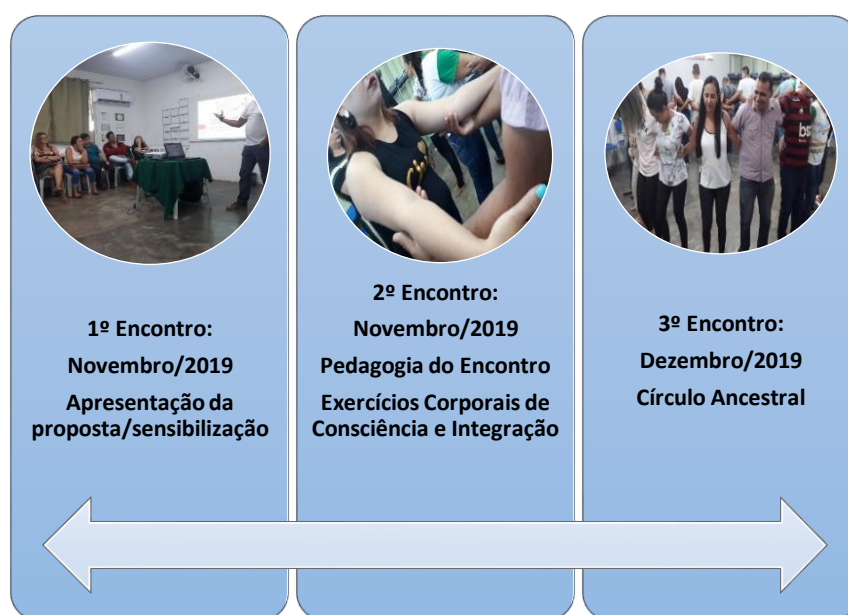 1º Encontro:
Novembro/2019
Apresentação da
proposta/sensibilização
2º Encontro:
Novembro/2019
Pedagogia do Encontro
Exercícios Corporais de
Consciência e Integração
3º Encontro:
Dezembro/2019
Círculo Ancestral
bs